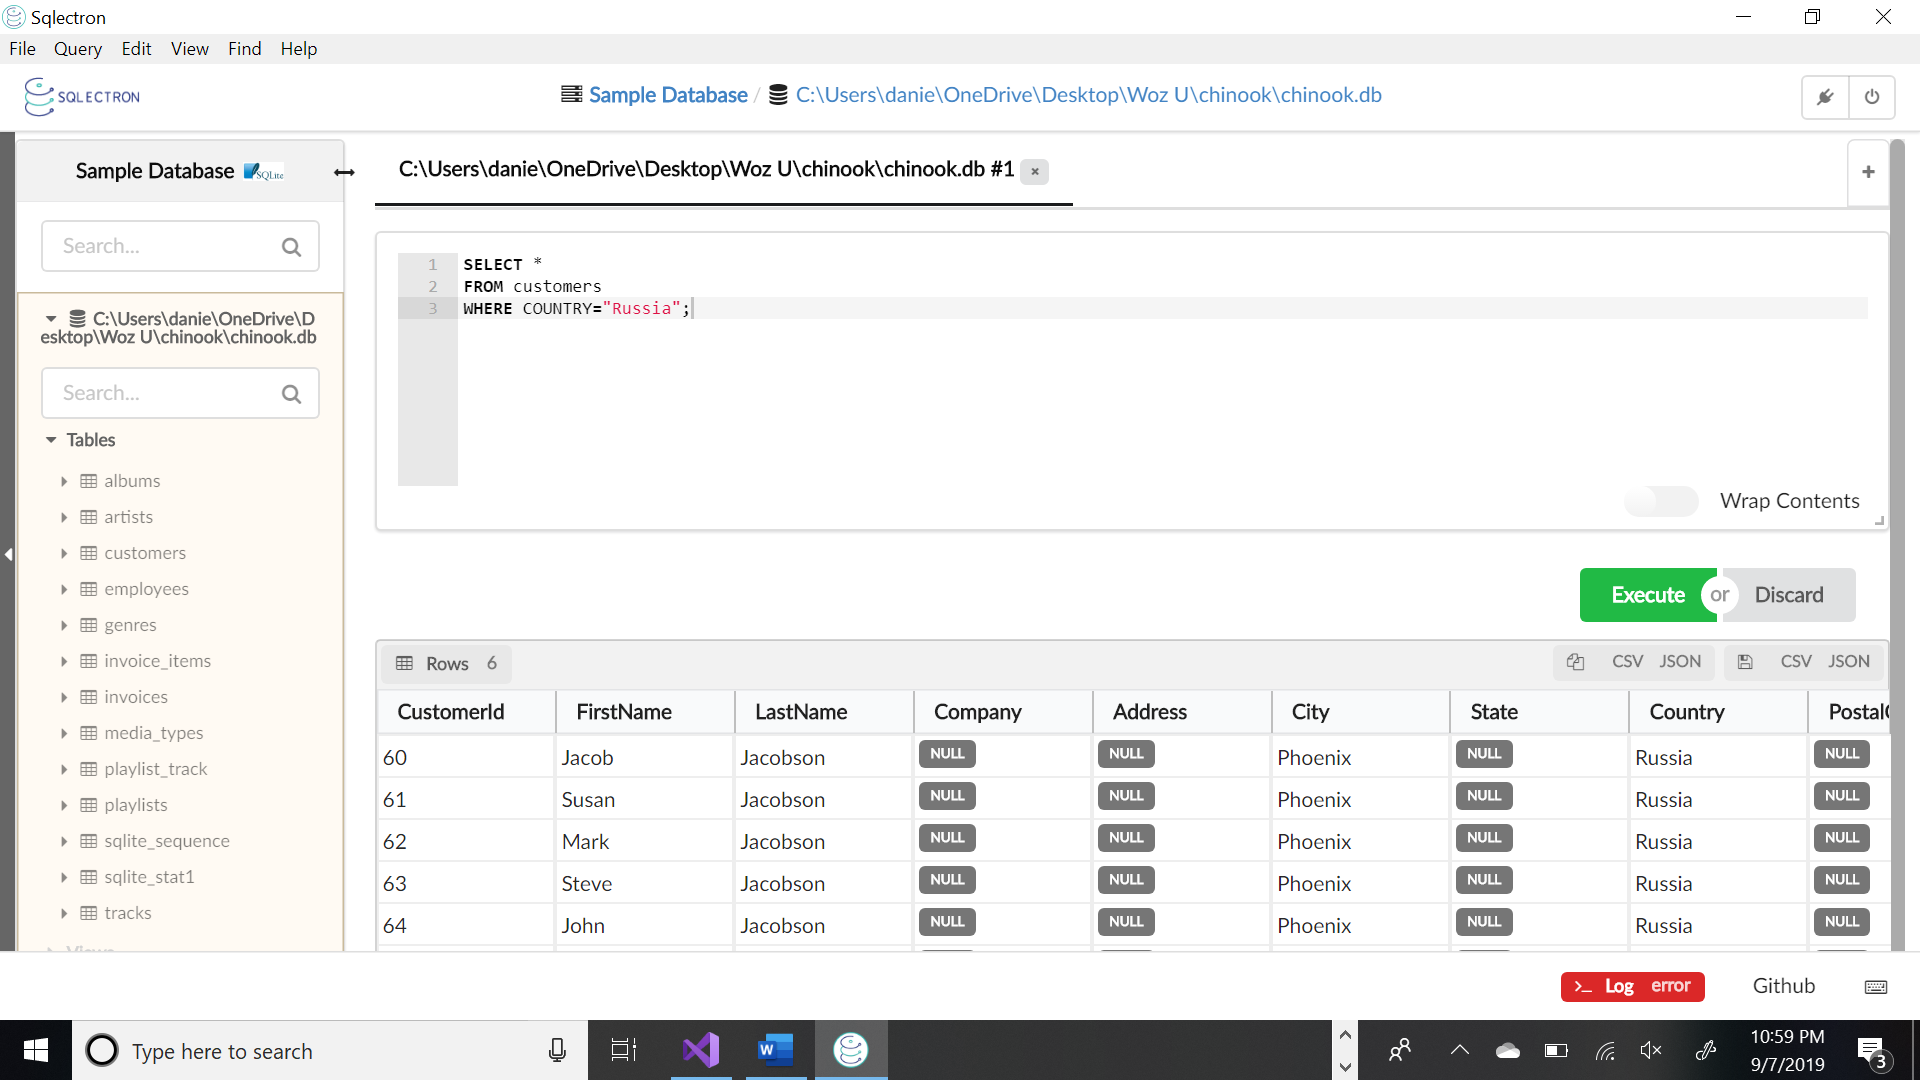 Sqlectron
File Query Edit View Find Help
SQLECTRON
Sample Database / C:\Users\danie\OneDrive\Desktop\Woz U\chinook\chinook.db
Sample Database SQLite
C:\Users\danie\OneDrive\Desktop\Woz U\chinook\chinook.db #1 ×
+
Search...
C:\Users\danie\OneDrive\D
esktop\Woz U\chinook\chinook.db
Search...
Tables
albums
artists
customers
employees
genres
invoice_items
invoices
media_types
playlist_track
playlists
sqlite_sequence
sqlite_stat1
tracks
Views
1 SELECT *
2 FROM customers
3 WHERE COUNTRY="Russia";
Wrap Contents
Execute or Discard
Rows 6 CSV JSON CSV JSON
CustomerId FirstName LastName Company Address City State Country Postal
60 Jacob Jacobson NULL NULL Phoenix NULL Russia NULL
61 Susan Jacobson NULL NULL Phoenix NULL Russia NULL
62 Mark Jacobson NULL NULL Phoenix NULL Russia NULL
63 Steve Jacobson NULL NULL Phoenix NULL Russia NULL
64 John Jacobson NULL NULL Phoenix NULL Russia NULL
>_ Log error Github
Type here to search
W
10:59 PM
9/7/2019
3